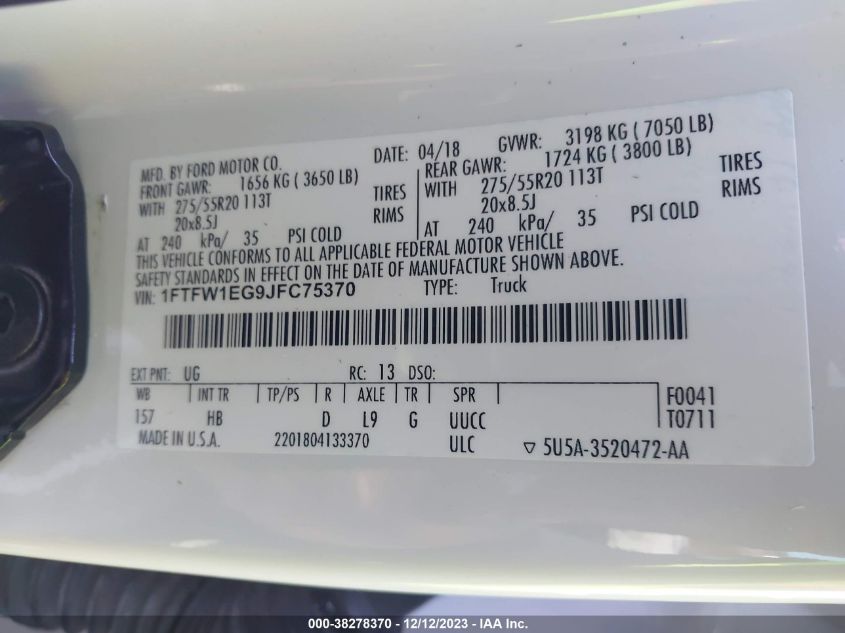 MFD. BY FORD MOTOR CO. DATE: 04/18 GVWR: 3198 KG ( 7050 LB)
FRONT GAWR: 1656 KG ( 3650 LB) REAR GAWR: 1724 KG ( 3800 LB)
WITH 275/55R20 113T TIRES WITH 275/55R20 113T TIRES
20x8.5J RIMS 20x8.5J RIMS
AT 240 kPa/ 35 PSI COLD AT 240 kPa/ 35 PSI COLD
THIS VEHICLE CONFORMS TO ALL APPLICABLE FEDERAL MOTOR VEHICLE
SAFETY STANDARDS IN EFFECT ON THE DATE OF MANUFACTURE SHOWN ABOVE.
VIN: 1FTFW1EG9JFC75370 TYPE: Truck
EXT PNT: UG RC: 13 DSO:
WB INT TR TP/PS R AXLE TR SPR F0041
157 HB D L9 G UUCC T0711
MADE IN U.S.A. 2201804133370 ULC ▽ 5U5A-3520472-AA
000-38278370 • 12/12/2023 - IAA Inc.